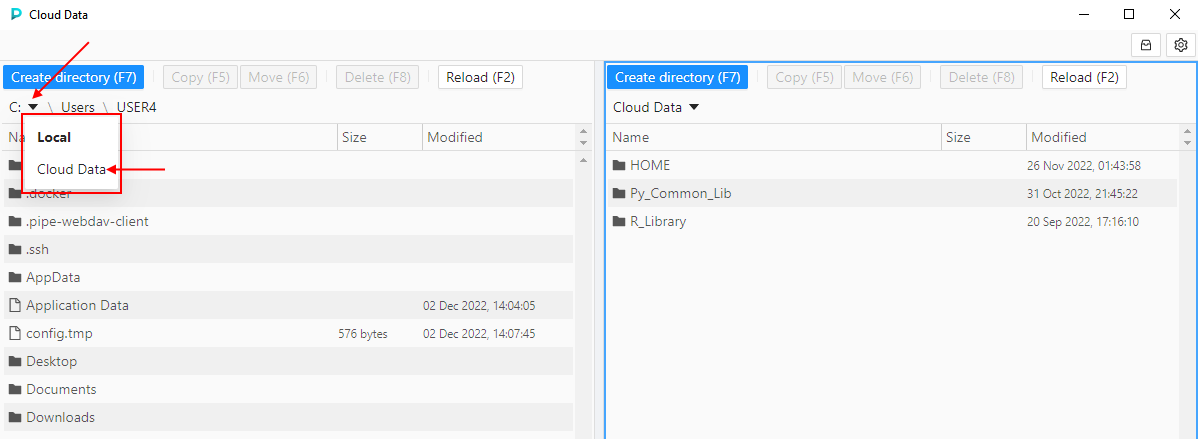 Cloud Data
Create directory (F7) Copy (F5) Move (F6) Delete (F8) Reload (F2)
C: \ Users \ USER4
Local
Cloud Data
Size Modified
.docker
.pipe-webdav-client
.ssh
AppData
Application Data 02 Dec 2022, 14:04:05
config.tmp 576 bytes 02 Dec 2022, 14:07:45
Desktop
Documents
Downloads
Create directory (F7) Copy (F5) Move (F6) Delete (F8) Reload (F2)
Cloud Data
Name Size Modified
HOME 26 Nov 2022, 01:43:58
Py_Common_Lib 31 Oct 2022, 21:45:22
R_Library 20 Sep 2022, 17:16:10